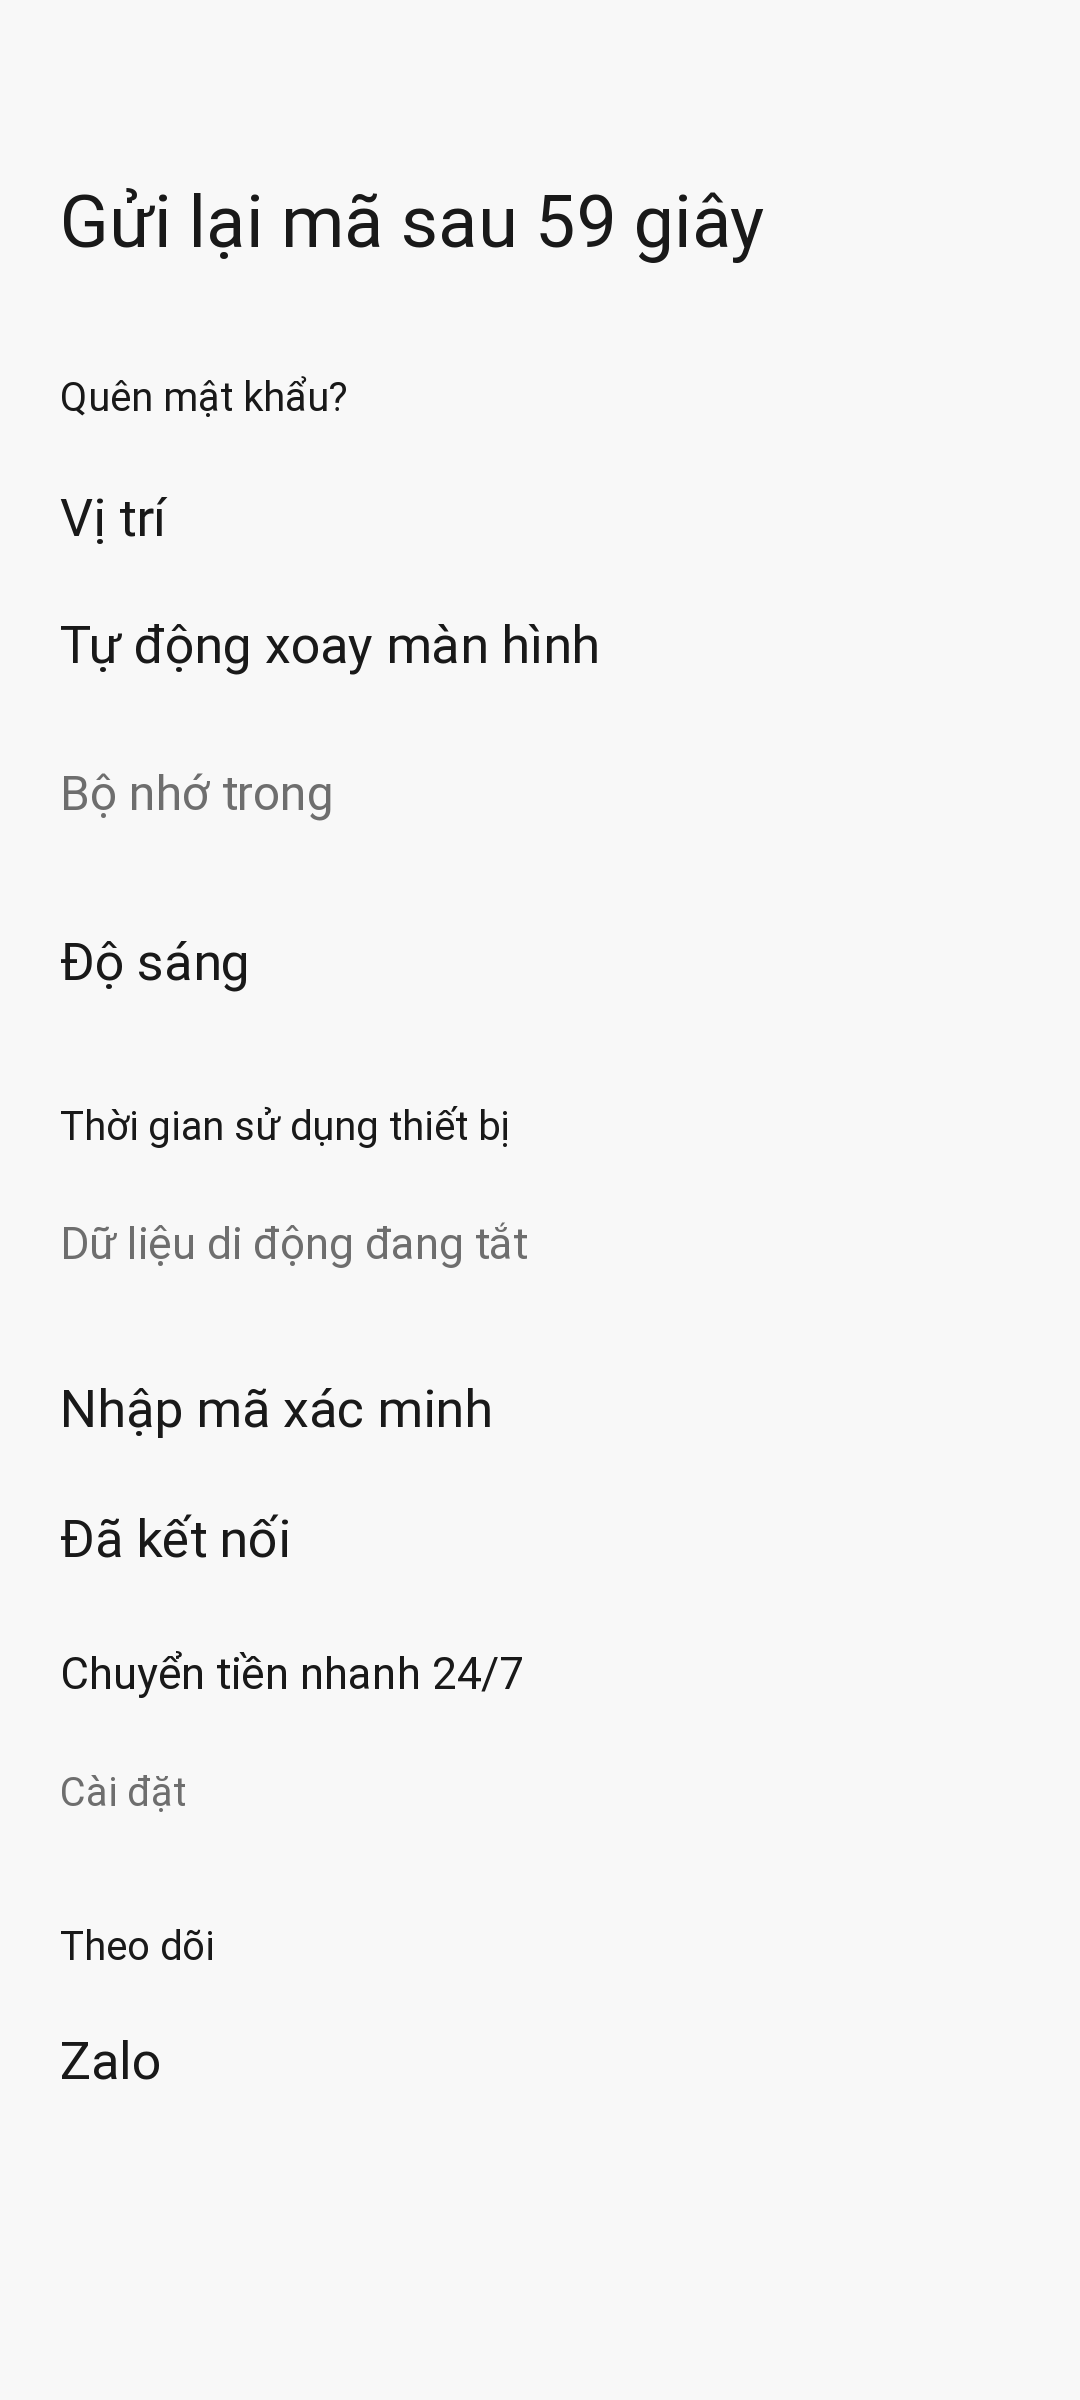 Gửi lại mã sau 59 giây
Quên mật khẩu?
Vị trí
Tự động xoay màn hình
Bộ nhớ trong
Độ sáng
Thời gian sử dụng thiết bị
Dữ liệu di động đang tắt
Nhập mã xác minh
Đã kết nối
Chuyển tiền nhanh 24/7
Cài đặt
Theo dõi
Zalo